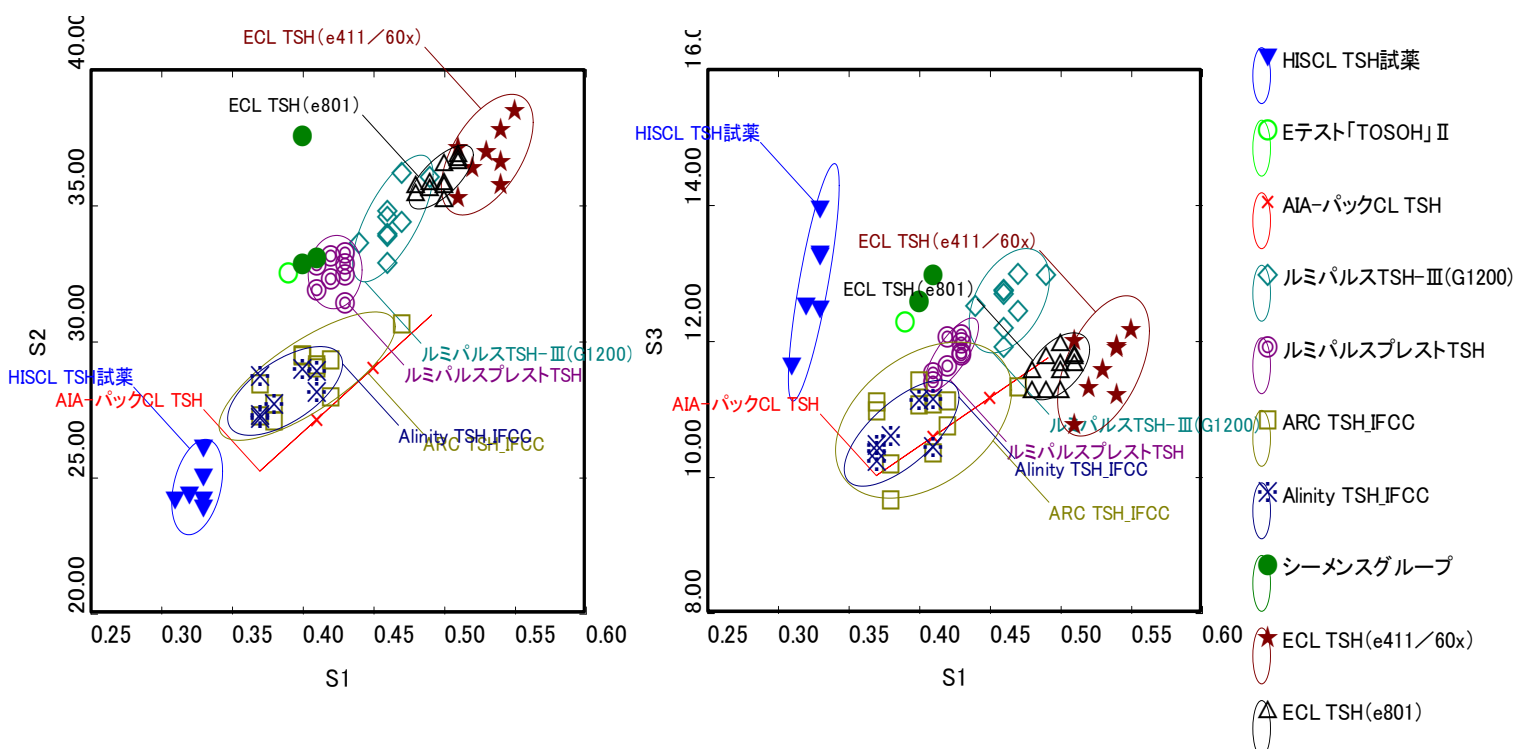 40.00
35.00
30.00
25.00
20.00
S2
0.25 0.30 0.35 0.40 0.45 0.50 0.55 0.60
S1
ECL TSH(e411/60x)
ECL TSH(e801)
ルミパルスTSH-Ⅲ(G1200)
ルミパルスプレストTSH
HISCL TSH試薬
AIA-パックCL TSH
Alinity TSH_IFCC
ARC TSH_IFCC
14.00
12.00
10.00
8.00
S3
0.25 0.30 0.35 0.40 0.45 0.50 0.55 0.60
S1
HISCL TSH試薬
ECL TSH(e411/60x)
ECL TSH(e801)
AIA-パックCL TSH
ルミパルスTSH-Ⅲ(G1200)
ルミパルスプレストTSH
Alinity TSH_IFCC
ARC TSH_IFCC
HISCL TSH試薬
Eテスト「TOSOH」Ⅱ
AIA-パックCL TSH
ルミパルスTSH-Ⅲ(G1200)
ルミパルスプレストTSH
ARC TSH_IFCC
Alinity TSH_IFCC
シーメンスグループ
ECL TSH(e411/60x)
ECL TSH(e801)